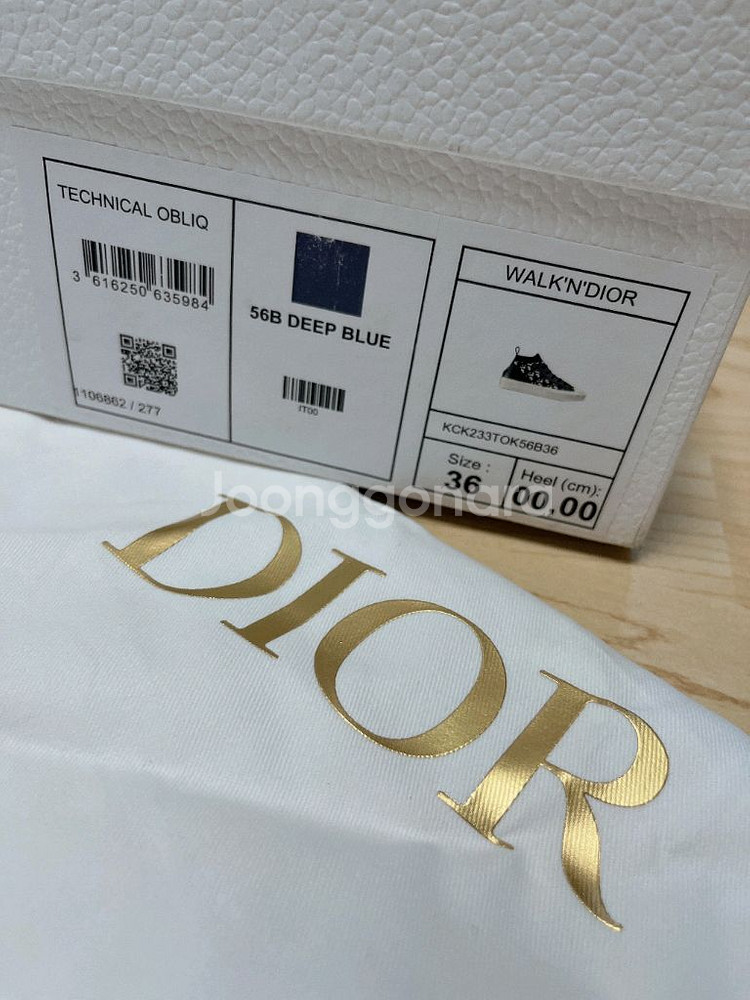 TECHNICAL OBLIQ
3 616250 635984
1106862 / 277
56B DEEP BLUE
IT00
WALK'N'DIOR
KCK233TOK56B36
Size :
36
Heel (cm):
00,00
Joonggonara
DIOR